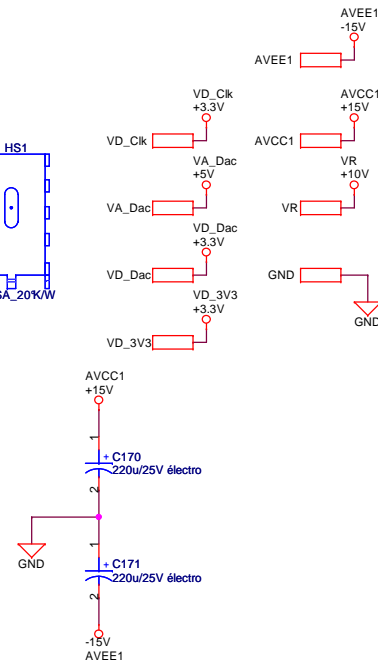 AVEE1
-15V
AVEE1
VD_Clk
+3.3V
VD_Clk
AVCC1
+15V
AVCC1
HS1
VA_Dac
+5V
VA_Dac
VR
+10V
VR
VD_Dac
+3.3V
VD_Dac
GND
GND
SA_20°K/W
VD_3V3
+3.3V
VD_3V3
AVCC1
+15V
1
+ C170
220u/25V électro
2
GND
1
+ C171
220u/25V électro
2
-15V
AVEE1